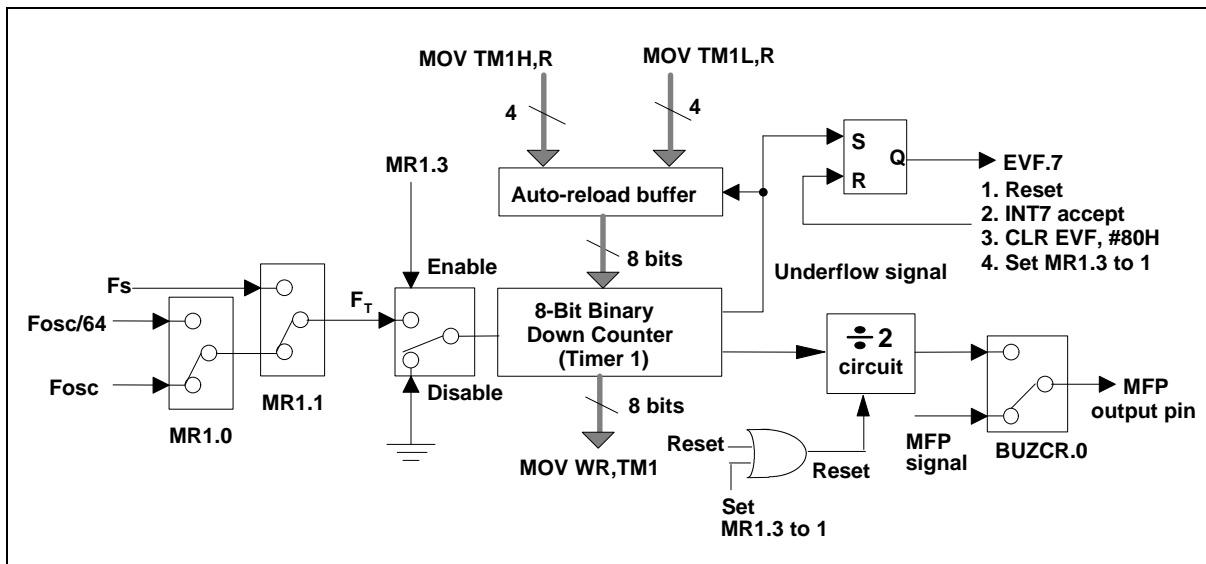 MOV TM1H,R
MOV TM1L,R
4
4
MR1.3
Auto-reload buffer
S
Q
R
EVF.7
1. Reset
2. INT7 accept
3. CLR EVF, #80H
4. Set MR1.3 to 1
8 bits
Underflow signal
Enable
Fs
FT
Fosc/64
Fosc
MR1.0
MR1.1
Disable
8-Bit Binary
Down Counter
(Timer 1)
÷ 2
circuit
8 bits
MOV WR,TM1
Reset
Reset
Set
MR1.3 to 1
MFP
signal
BUZCR.0
MFP
output pin